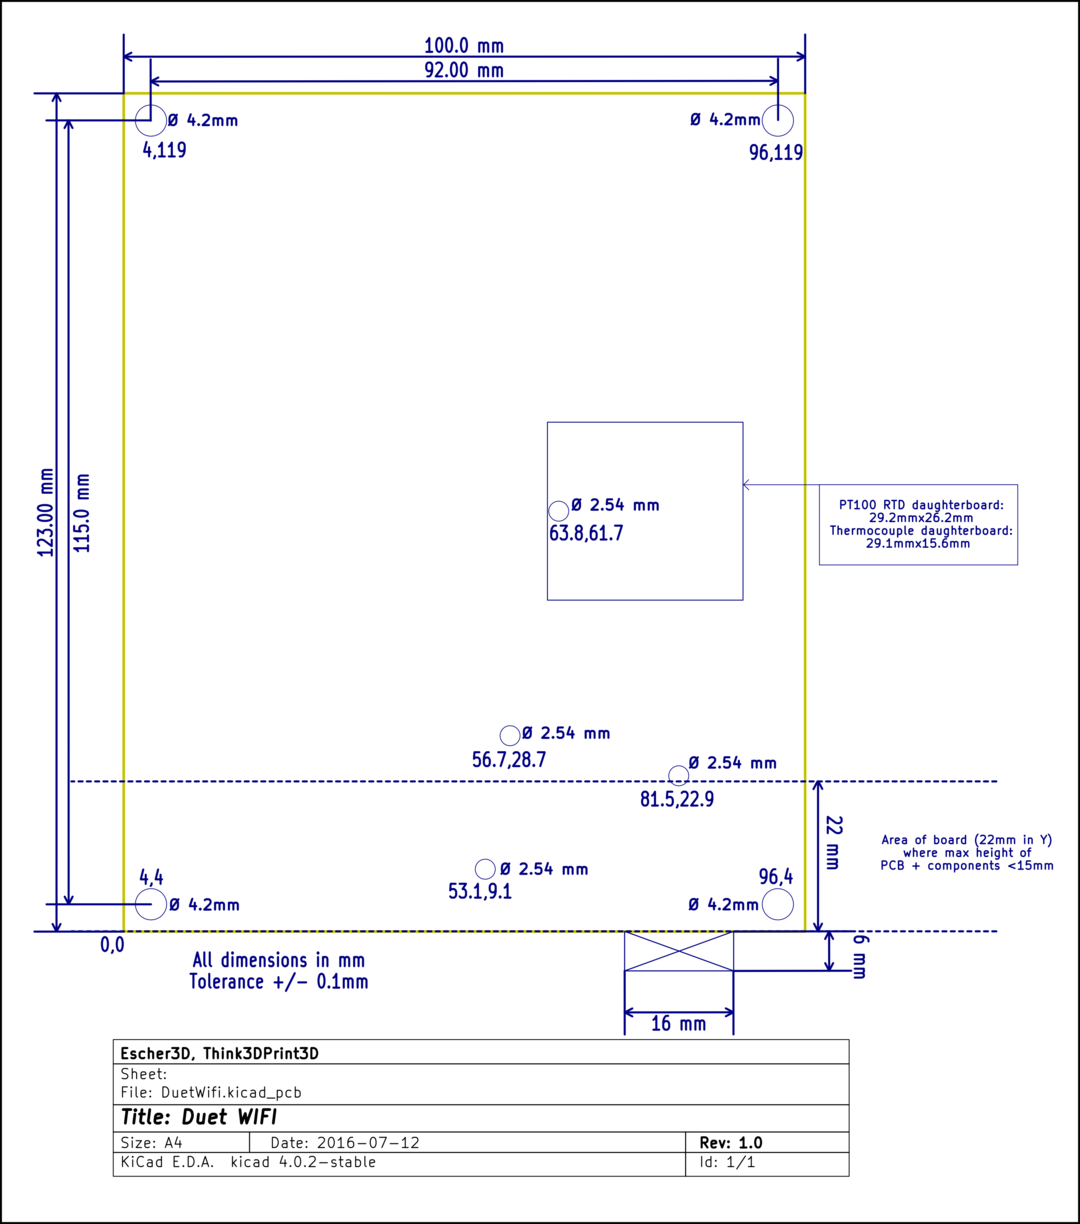 100.0 mm
92.00 mm
Ø 4.2mm
Ø 4.2mm
4,119
96,119
123.00 mm
115.0 mm
Ø 2.54 mm
63.8,61.7
PT100 RTD daughterboard:
29.2mmx26.2mm
Thermocouple daughterboard:
29.1mmx15.6mm
Ø 2.54 mm
56.7,28.7
Ø 2.54 mm
81.5,22.9
22 mm
Area of board (22mm in Y)
where max height of
PCB + components <15mm
Ø 2.54 mm
53.1,9.1
4,4
Ø 4.2mm
96,4
Ø 4.2mm
0,0
6 mm
All dimensions in mm
Tolerance +/- 0.1mm
16 mm
Escher3D, Think3DPrint3D
Sheet:
File: DuetWifi.kicad_pcb
Title: Duet WIFI
Size: A4 Date: 2016-07-12 Rev: 1.0
KiCad E.D.A. kicad 4.0.2-stable Id: 1/1